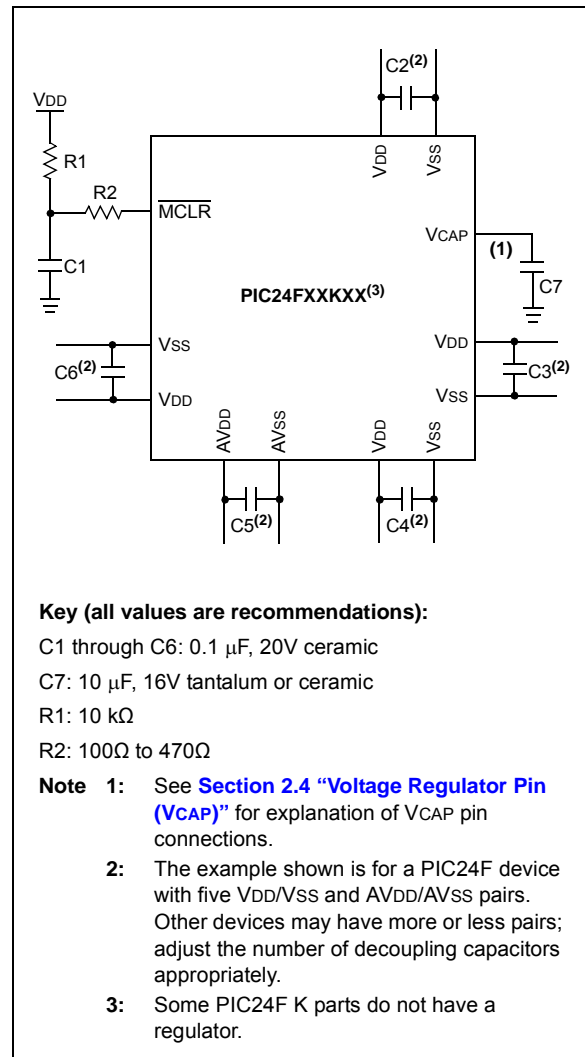 C2(2)
VDD
R1
R2
C1
MCLR
VDD
VSS
VCAP
(1)
C7
PIC24FXXKXX(3)
VSS
C6(2)
VDD
VDD
C3(2)
VSS
AVDD
AVSS
VDD
VSS
C5(2)
C4(2)
Key (all values are recommendations):
C1 through C6: 0.1 μF, 20V ceramic
C7: 10 μF, 16V tantalum or ceramic
R1: 10 kΩ
R2: 100Ω to 470Ω
Note 1: See Section 2.4 “Voltage Regulator Pin
(VCAP)” for explanation of VCAP pin
connections.
2: The example shown is for a PIC24F device
with five VDD/VSS and AVDD/AVSS pairs.
Other devices may have more or less pairs;
adjust the number of decoupling capacitors
appropriately.
3: Some PIC24F K parts do not have a
regulator.